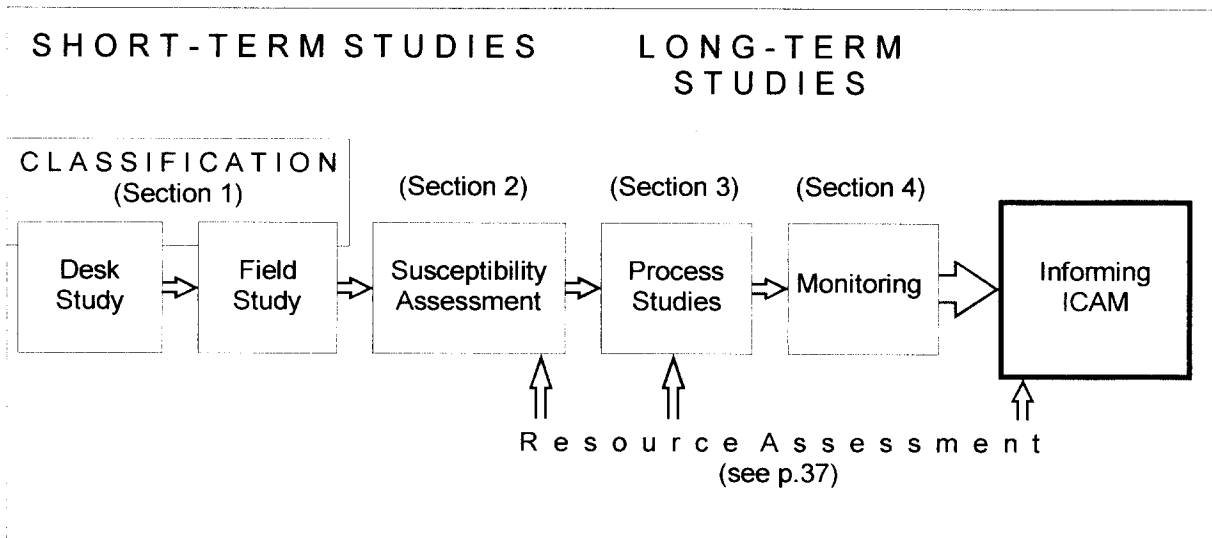 SHORT-TERM STUDIES
LONG-TERM
STUDIES
CLASSIFICATION
(Section 1)
(Section 2)
(Section 3)
(Section 4)
Desk
Study
Field
Study
Susceptibility
Assessment
Process
Studies
Monitoring
Informing
ICAM
Resource Assessment
(see p.37)